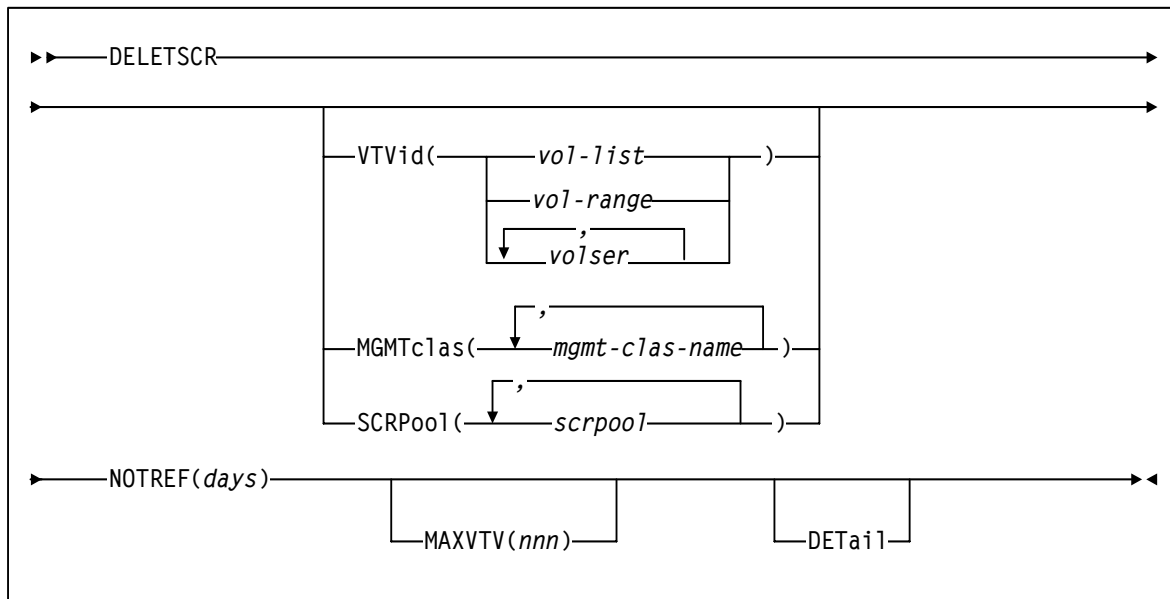 DELETSCR
VTVid( vol-list )
vol-range
,
volser
,
MGMTclas( mgmt-clas-name )
,
SCRPool( scrpool )
NOTREF(days)
MAXVTV(nnn) DETail